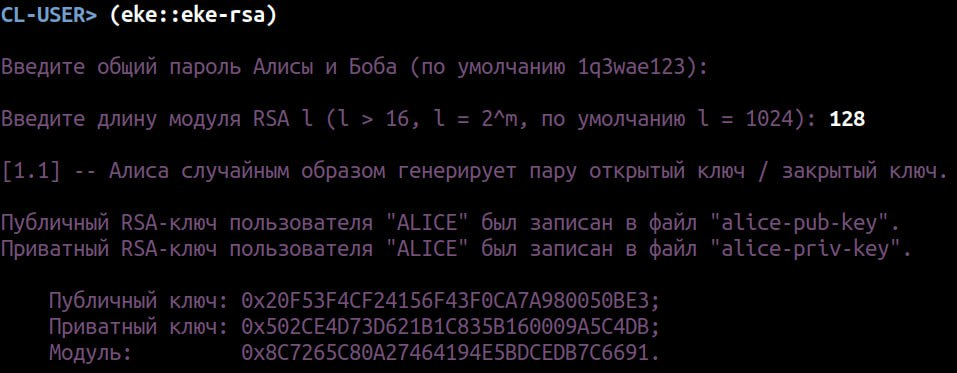 CL-USER> (eke::eke-rsa)
Введите общий пароль Алисы и Боба (по умолчанию 1q3wae123):
Введите длину модуля RSA l (l > 16, l = 2^m, по умолчанию l = 1024): 128
[1.1] -- Алиса случайным образом генерирует пару открытый ключ / закрытый ключ.
Публичный RSA-ключ пользователя "ALICE" был записан в файл "alice-pub-key".
Приватный RSA-ключ пользователя "ALICE" был записан в файл "alice-priv-key".
Публичный ключ: 0x20F53F4CF24156F43F0CA7A980050BE3;
Приватный ключ: 0x502CE4D73D621B1C835B160009A5C4DB;
Модуль: 0x8C7265C80A27464194E5BDCEDB7C6691.